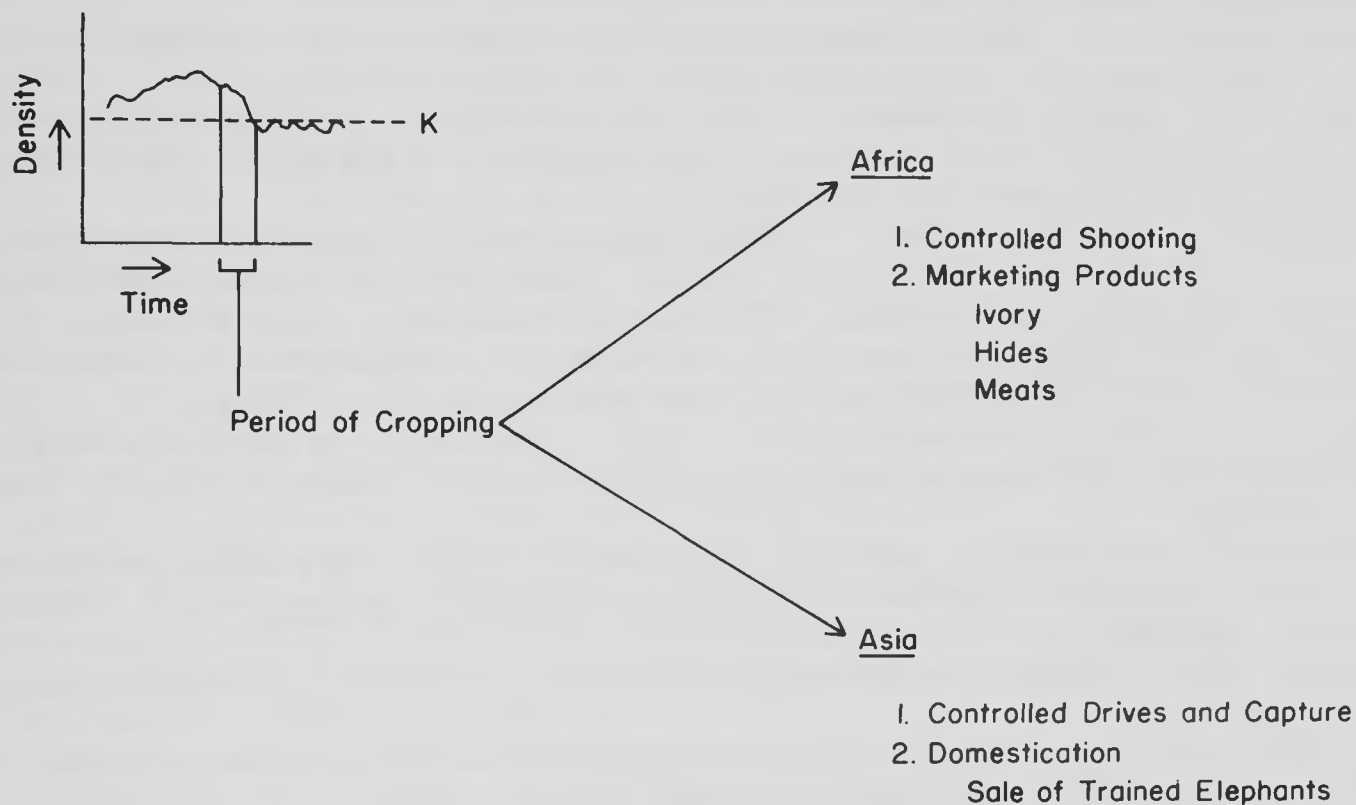 Density
K
Time
Period of Cropping
Africa
1. Controlled Shooting
2. Marketing Products
Ivory
Hides
Meats
Asia
1. Controlled Drives and Capture
2. Domestication
Sale of Trained Elephants